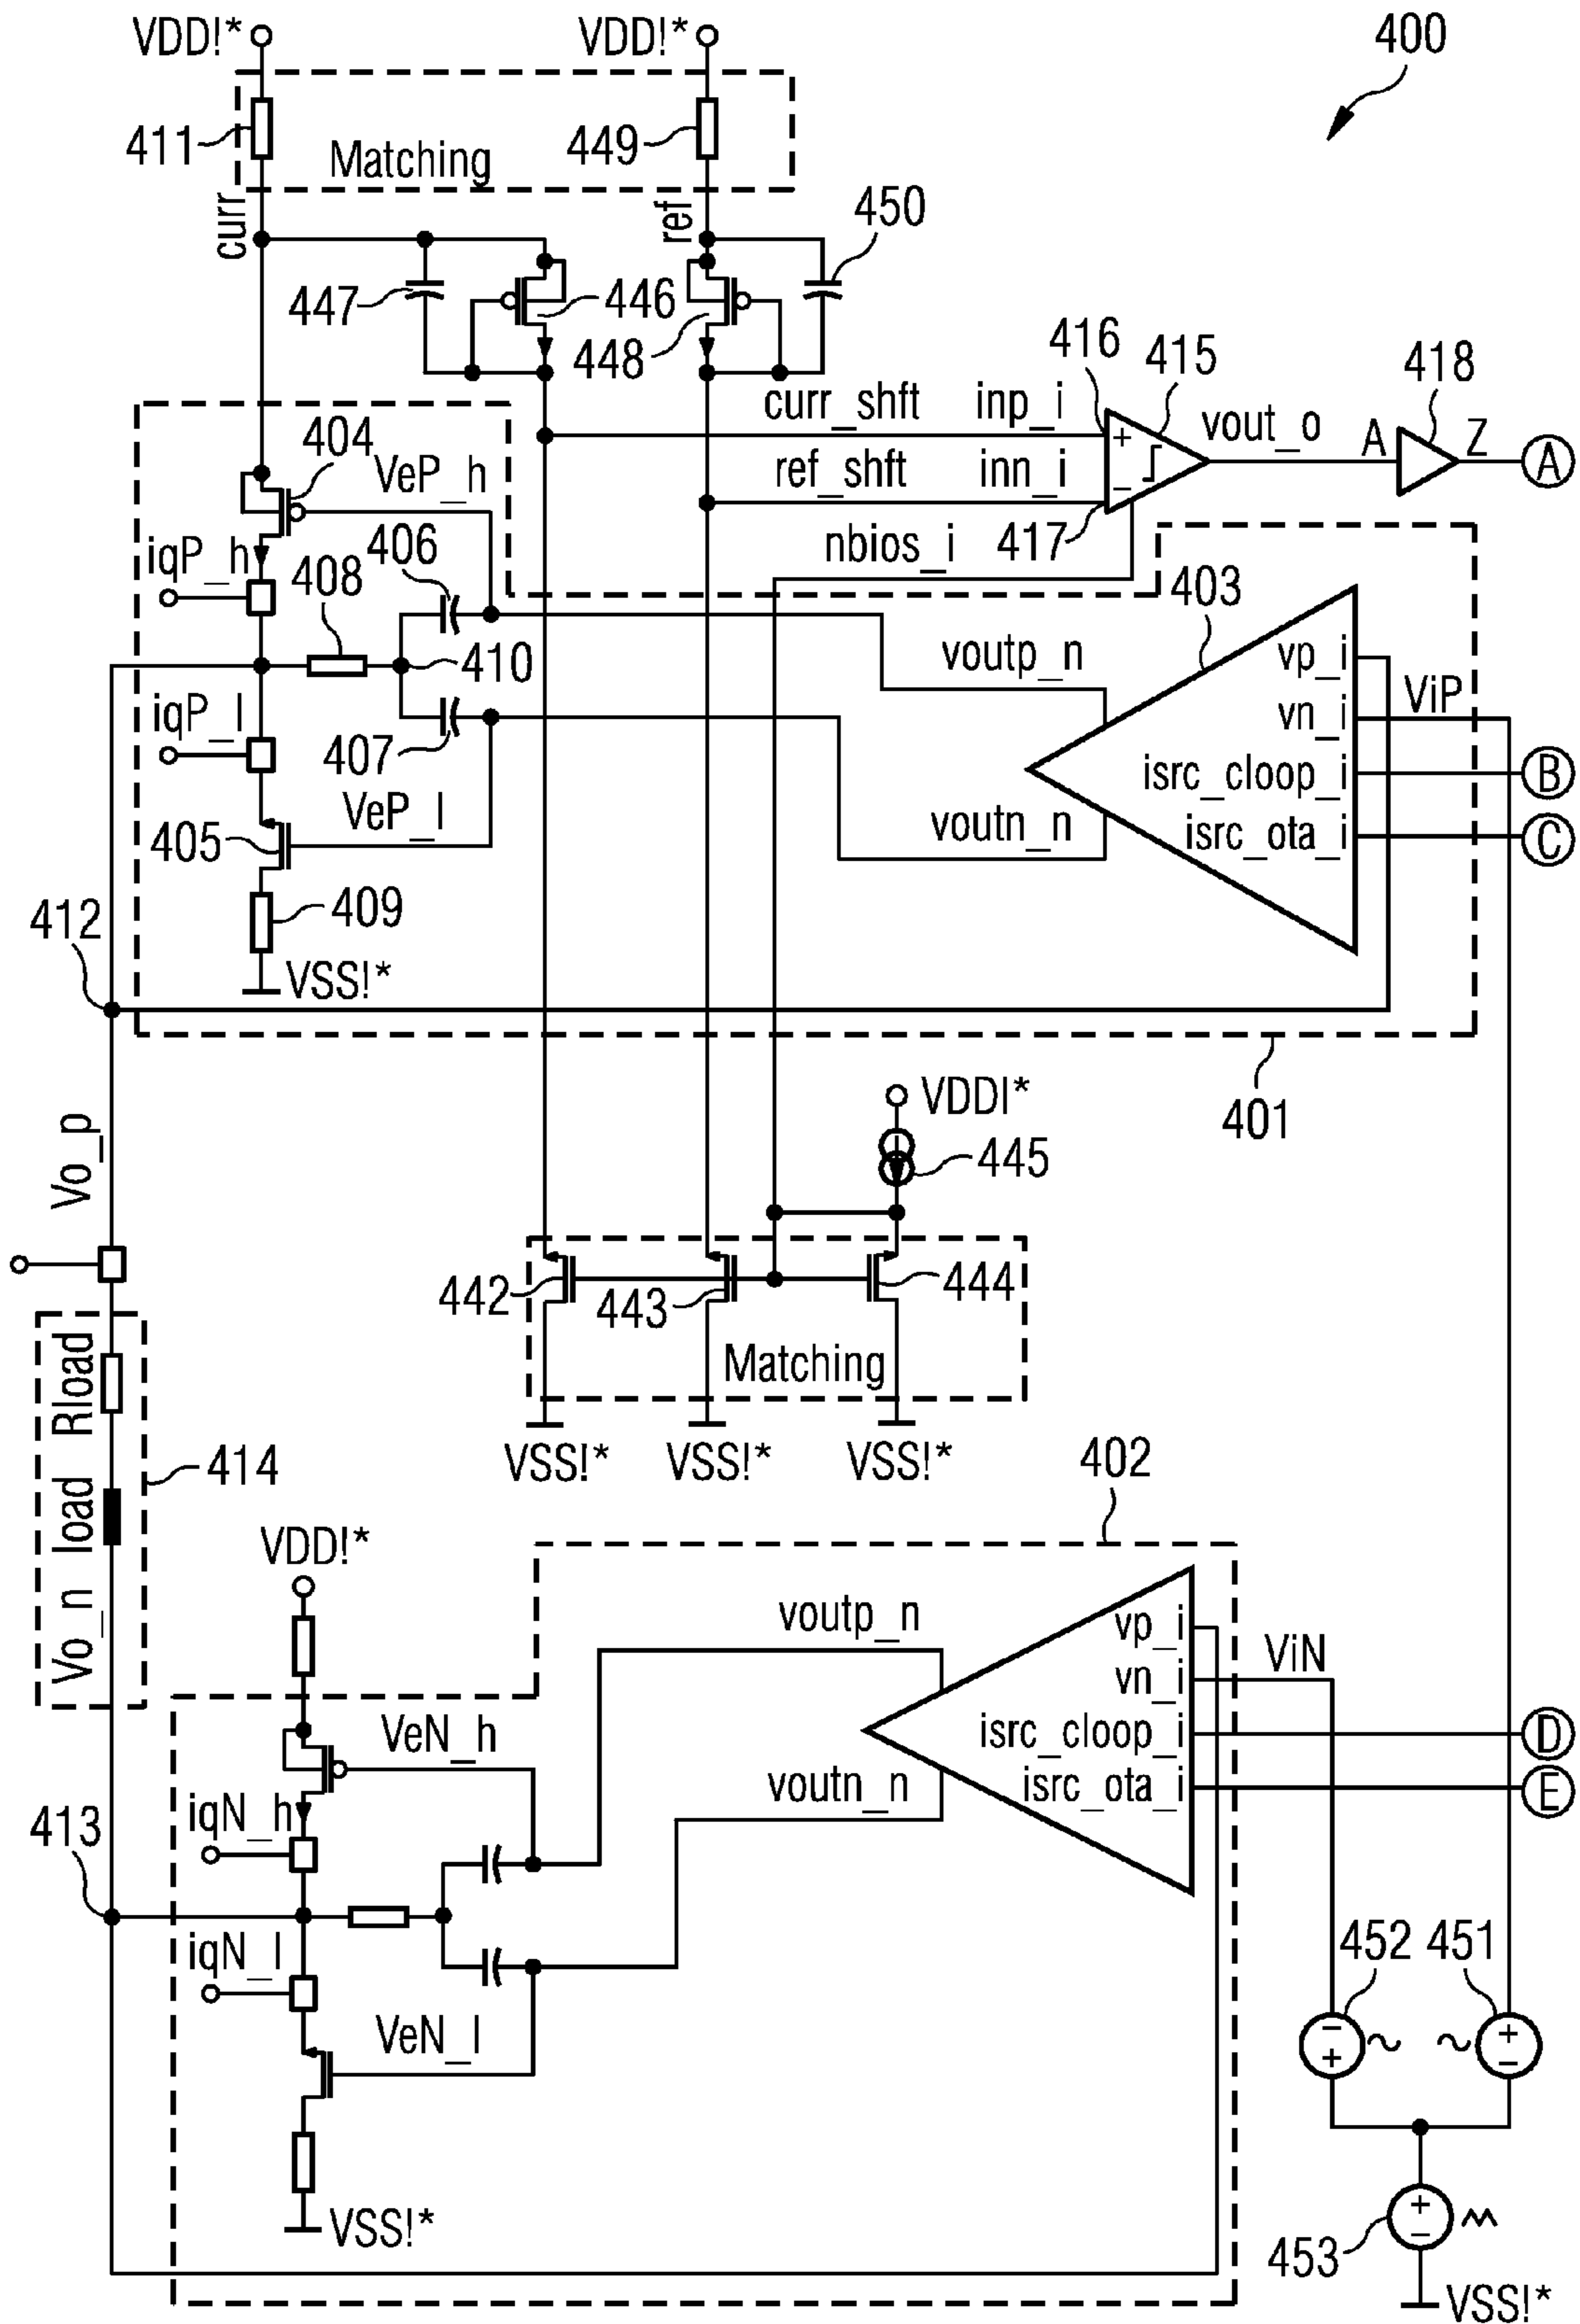 VDD!*
VDD!*
400
411
Matching
449
curr
ref
450
447
446
448
416
415
418
curr_shft
inp_i
vout_o
A
Z
A
404
VeP_h
ref_shft
inn_i
+
−
406
nbios_i
417
iqP_h
408
403
410
voutp_n
vp_i
ViP
iqP_l
vn_i
407
isrc_cloop_i
B
VeP_l
voutn_n
isrc_ota_i
C
405
409
412
VSS!*
401
VDDI*
Vo_p
445
442
443
444
Matching
Rload
load
Vo_n
414
VSS!*
VSS!*
VSS!*
402
VDD!*
voutp_n
vp_i
ViN
vn_i
VeN_h
isrc_cloop_i
D
voutn_n
isrc_ota_i
E
iqN_h
413
iqN_l
452
451
VeN_l
−
+
+
−
VSS!*
+
−
453
VSS!*